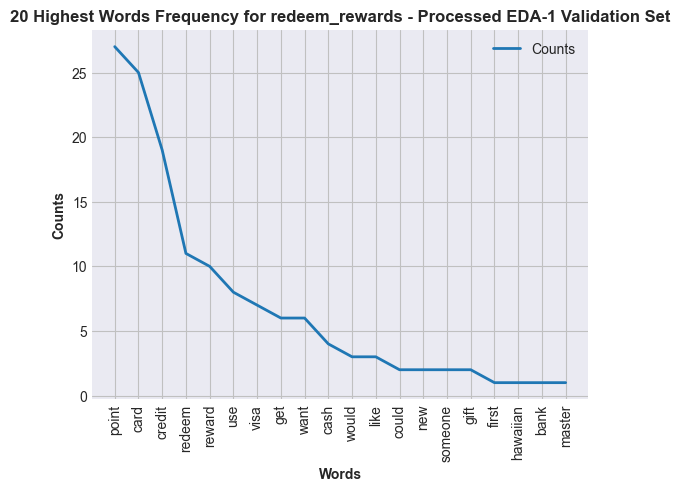 20 Highest Words Frequency for redeem_rewards - Processed EDA-1 Validation Set
Counts
25
20
15
10
5
0
Counts
point
card
credit
redeem
reward
use
visa
get
want
cash
would
like
could
new
someone
gift
first
hawaiian
bank
master
Words